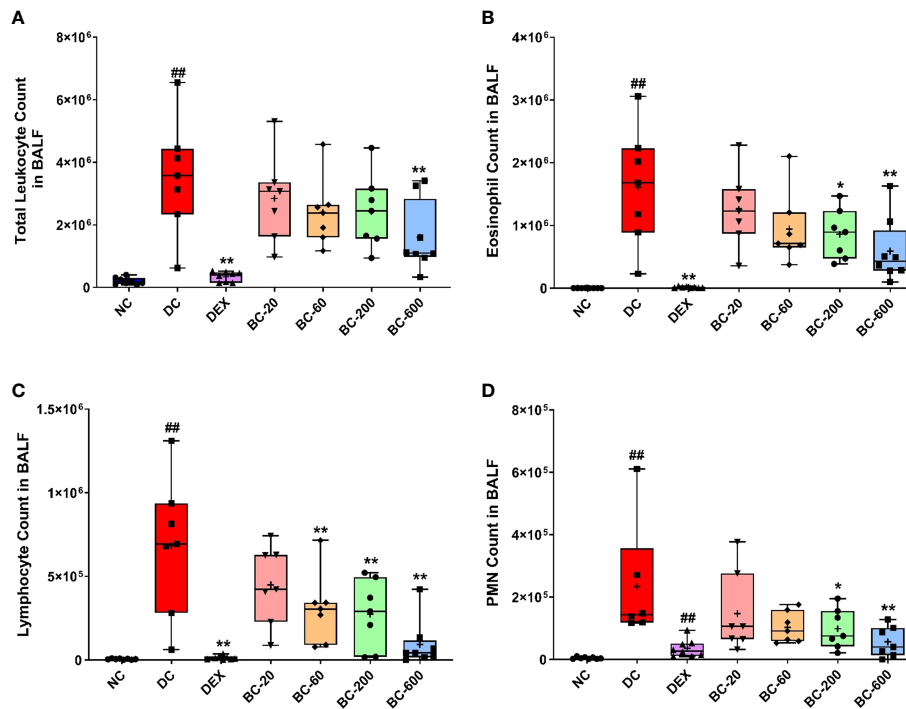 A
Total Leukocyte Count
in BALF
8×10⁶
6×10⁶
4×10⁶
2×10⁶
0
##
**
**
NC
DC
DEX
BC-20
BC-60
BC-200
BC-600
B
Eosinophil Count in BALF
4×10⁶
3×10⁶
2×10⁶
1×10⁶
0
##
**
*
**
NC
DC
DEX
BC-20
BC-60
BC-200
BC-600
C
Lymphocyte Count in BALF
1.5×10⁶
1×10⁶
5×10⁵
0
##
**
**
**
**
NC
DC
DEX
BC-20
BC-60
BC-200
BC-600
D
PMN Count in BALF
8×10⁵
6×10⁵
4×10⁵
2×10⁵
0
##
##
*
**
NC
DC
DEX
BC-20
BC-60
BC-200
BC-600